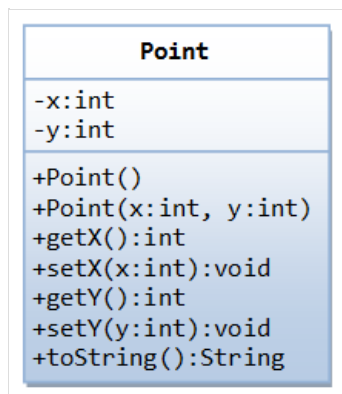 Point
-x:int
-y:int
+Point()
+Point(x:int, y:int)
+getX():int
+setX(x:int):void
+getY():int
+setY(y:int):void
+toString():String